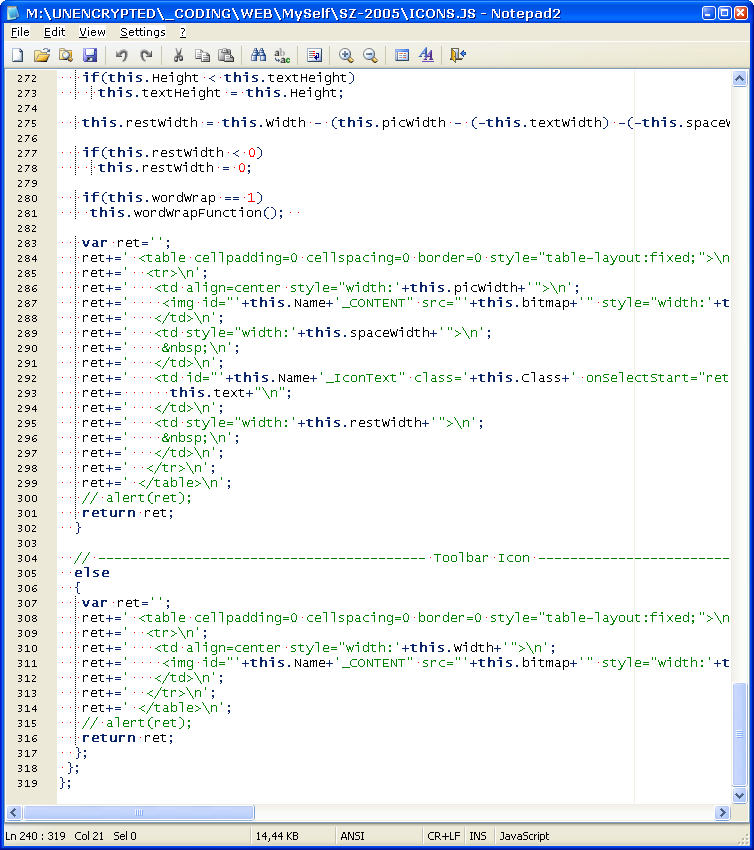 M:\UNENCRYPTED\_CODING\WEB\MySelf\SZ-2005\ICONS.JS - Notepad2
File Edit View Settings ?
272 if(this.Height < this.textHeight)
273 this.textHeight = this.Height;
274
275 this.restWidth = this.Width - (this.picWidth - (-this.textWidth) -(-this.spaceW
276
277 if(this.restWidth < 0)
278 this.restWidth = 0;
279
280 if(this.wordWrap == 1)
281 this.wordWrapFunction();
282
283 var ret='';
284 ret+=' <table cellpadding=0 cellspacing=0 border=0 style="table-layout:fixed;">\n
285 ret+='  <tr>\n';
286 ret+='   <td align=center style="width:'+this.picWidth+'">\n';
287 ret+='    <img id="'+this.Name+'_CONTENT" src="'+this.bitmap+'" style="width:'+t
288 ret+='   </td>\n';
289 ret+='   <td style="width:'+this.spaceWidth+'">\n';
290 ret+='    &nbsp;\n';
291 ret+='   </td>\n';
292 ret+='   <td id="'+this.Name+'_IconText" class='+this.Class+' onSelectStart="ret
293 ret+='     this.text+"\n";
294 ret+='   </td>\n';
295 ret+='   <td style="width:'+this.restWidth+'">\n';
296 ret+='    &nbsp;\n';
297 ret+='   </td>\n';
298 ret+='  </tr>\n';
299 ret+=' </table>\n';
300 // alert(ret);
301 return ret;
302 }
303
304 // ----------------------------------------- Toolbar Icon ------------------------
305 else
306 {
307 var ret='';
308 ret+=' <table cellpadding=0 cellspacing=0 border=0 style="table-layout:fixed;">\n
309 ret+='  <tr>\n';
310 ret+='   <td align=center style="width:'+this.Width+'">\n';
311 ret+='    <img id="'+this.Name+'_CONTENT" src="'+this.bitmap+'" style="width:'+t
312 ret+='   </td>\n';
313 ret+='  </tr>\n';
314 ret+=' </table>\n';
315 // alert(ret);
316 return ret;
317 };
318 };
319 };
Ln 240 : 319 Col 21 Sel 0 14,44 KB ANSI CR+LF INS JavaScript